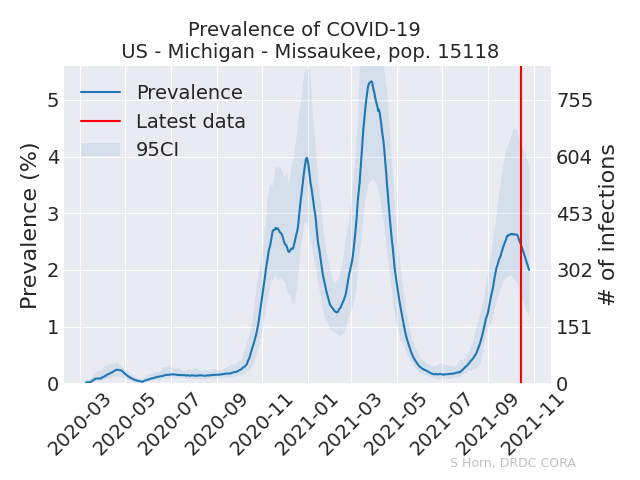 Prevalence of COVID-19
US - Michigan - Missaukee, pop. 15118
Prevalence
Latest data
95CI
Prevalence (%)
5
4
3
2
1
0
755
604
453
302
151
0
# of infections
2020-03
2020-05
2020-07
2020-09
2020-11
2021-01
2021-03
2021-05
2021-07
2021-09
2021-11
S Horn, DRDC CORA